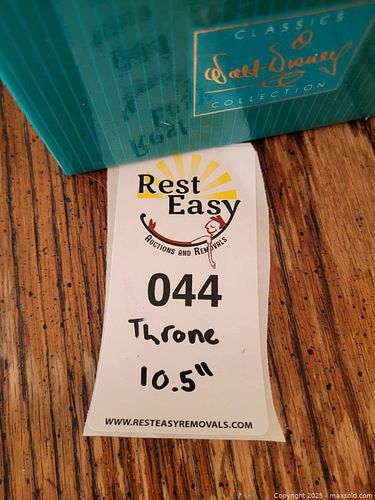 CLASSICS
Walt Disney
COLLECTION
Rest
Easy
AUCTIONS AND REMOVALS
044
Throne
10.5"
WWW.RESTEASYREMOVALS.COM
Copyright 2025 - maxsold.com